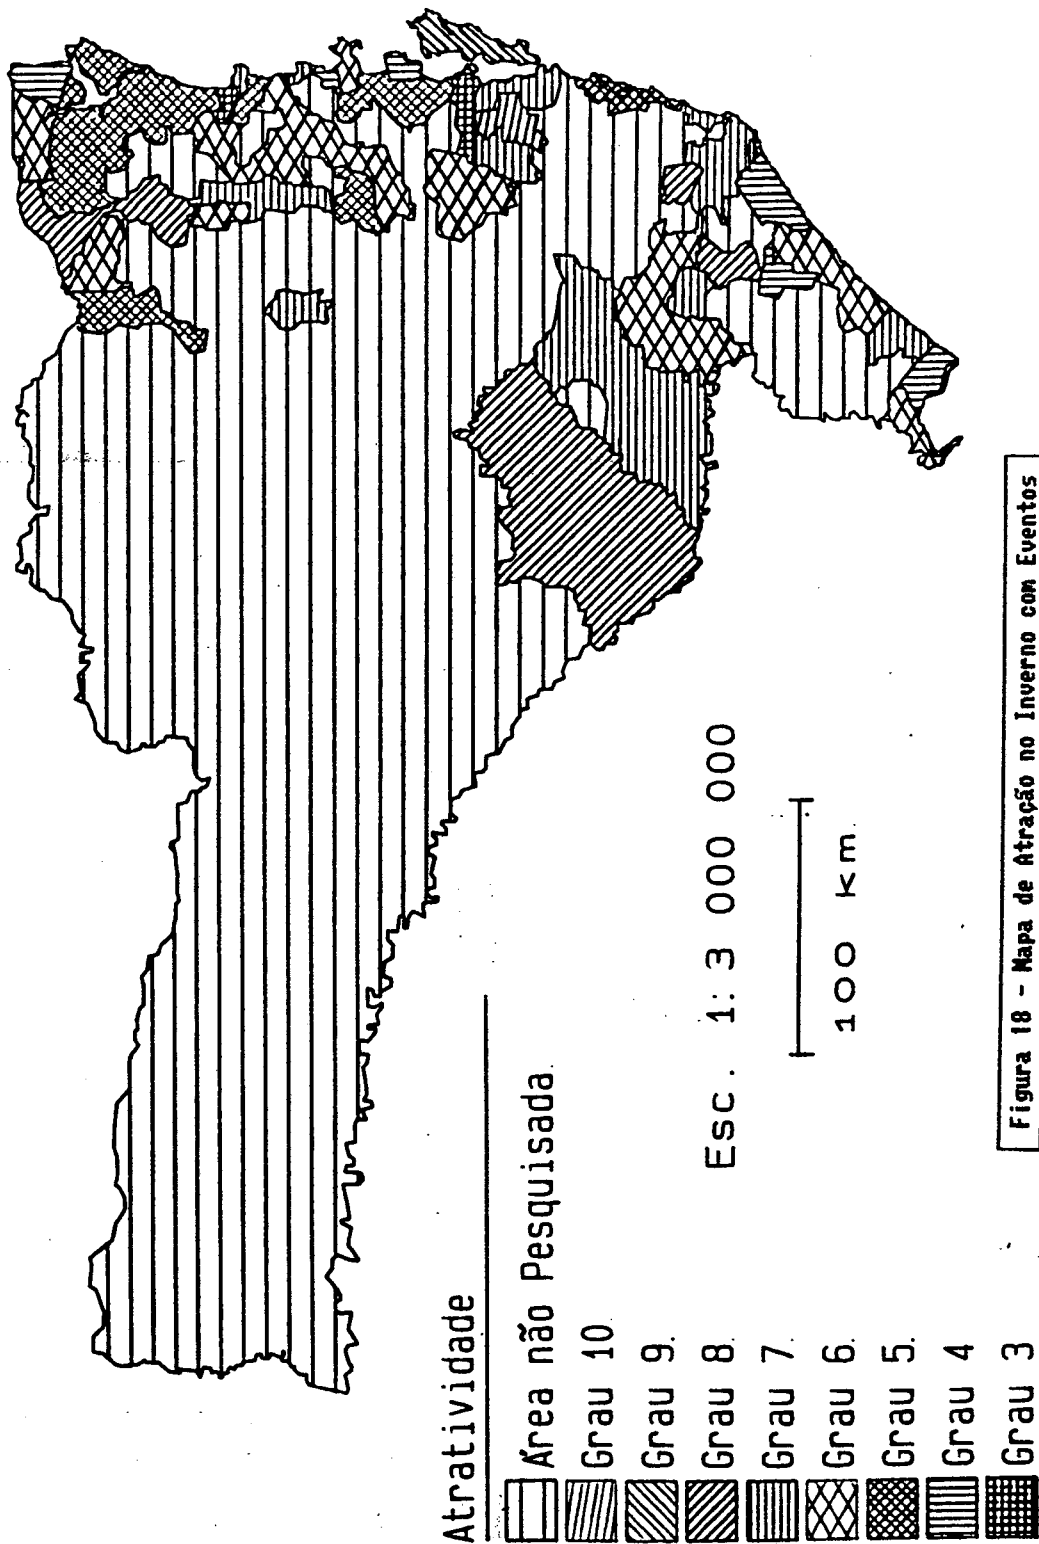 Atratividade
Área não Pesquisada.
Grau 10
Grau 9.
Grau 8.
Grau 7.
Grau 6.
Grau 5.
Grau 4
Grau 3
Esc. 1: 3 000 000
100 km
Figura 18 - Mapa de Atração no Inverno com Eventos